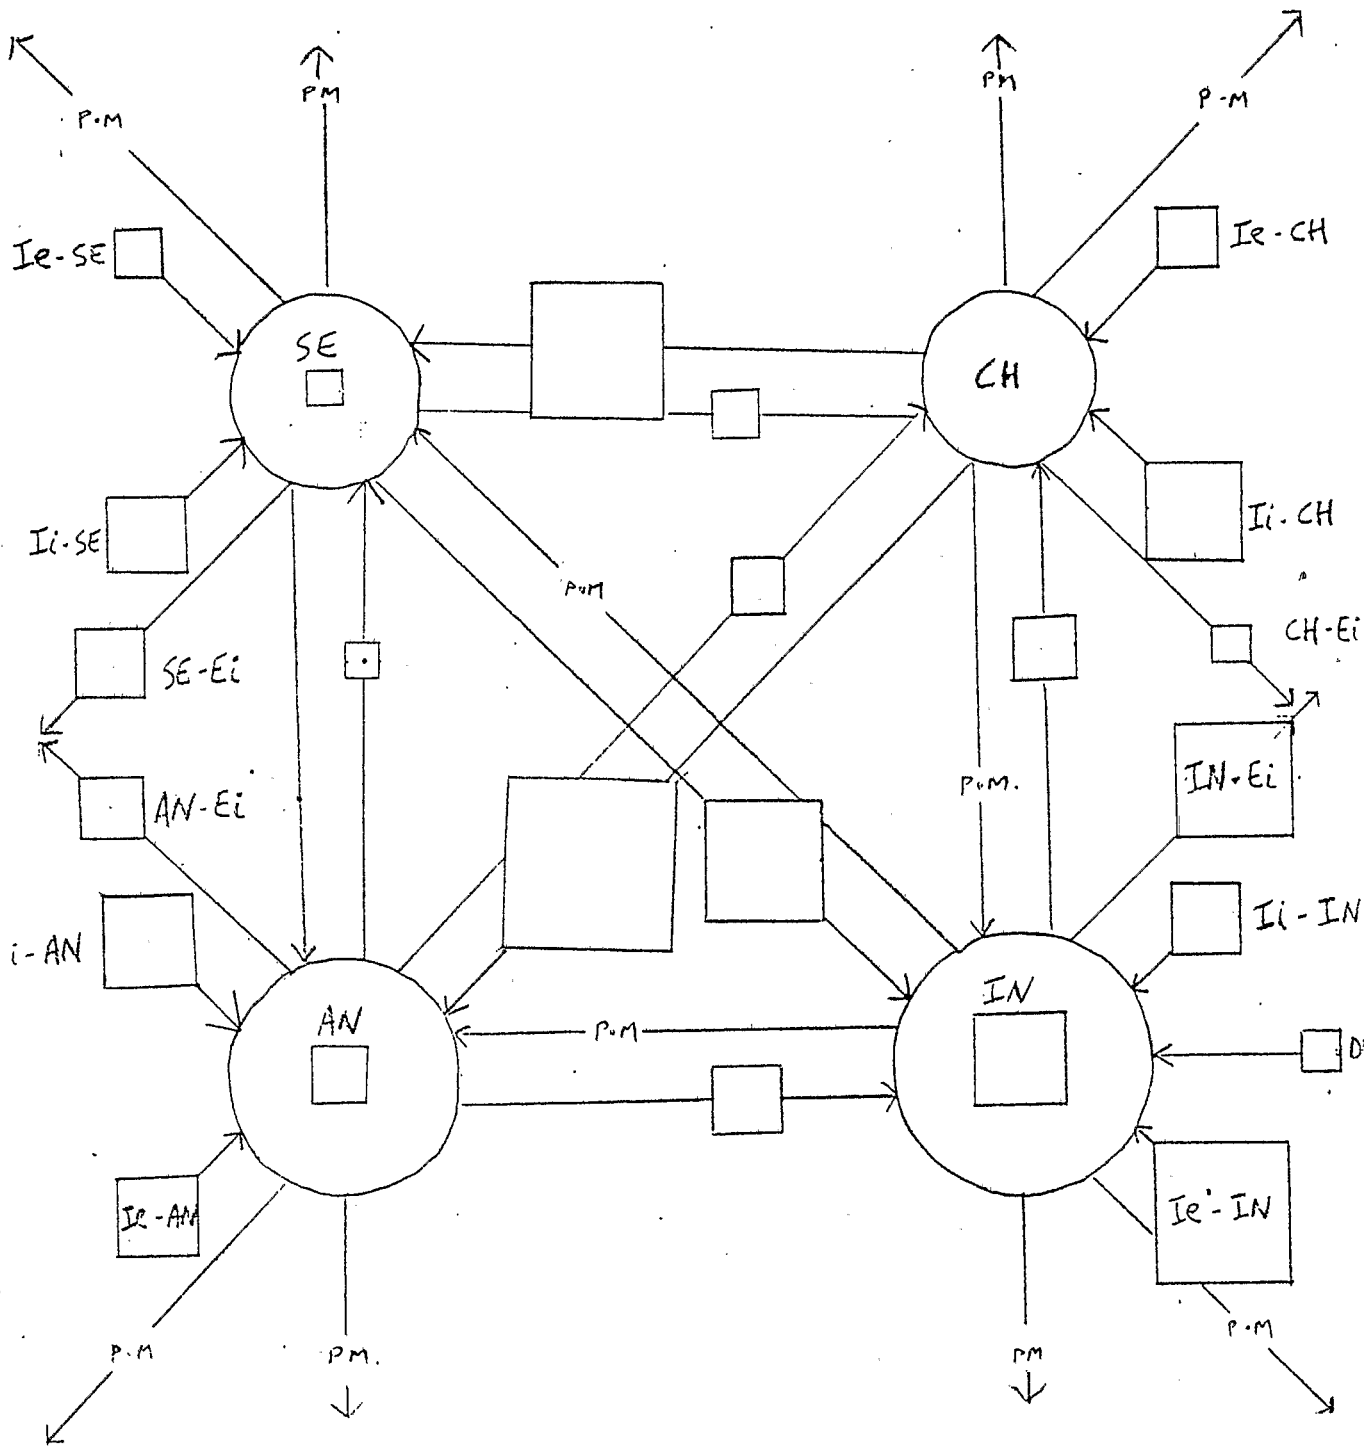 P.M
PM
PM
P.M
Ie-SE
Ie-CH
SE
CH
Ii-SE
Ii-CH
P.M
SE-Ei
CH-Ei
P.M.
IN-Ei
AN-Ei
i-AN
Ii-IN
AN
IN
P.M
D
Ie-AN
Ie'-IN
P.M
P.M
PM.
PM